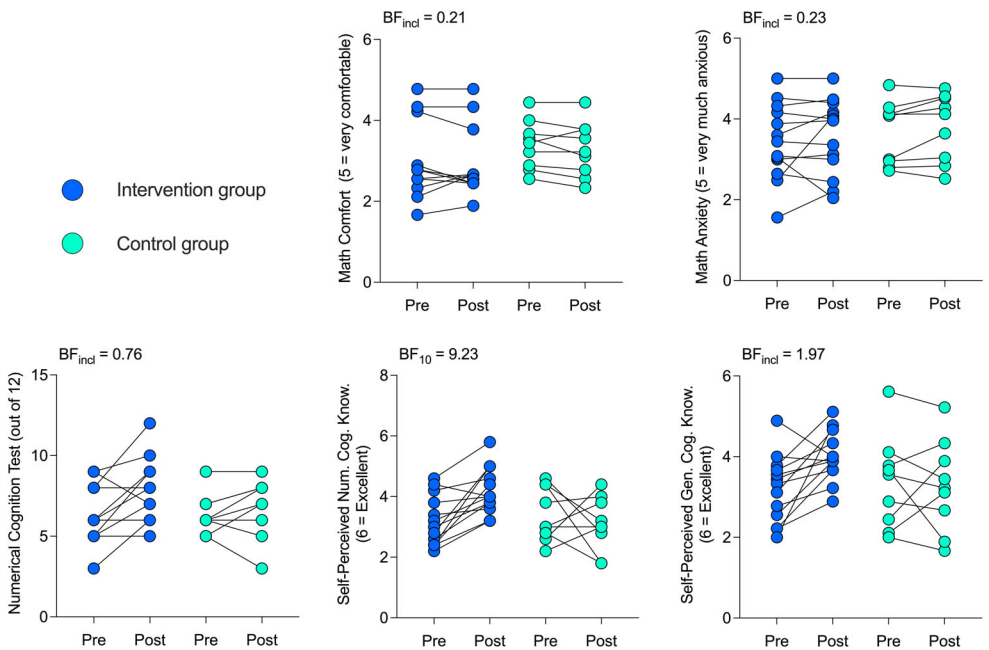 BFincl = 0.21
6
4
2
0
Math Comfort (5 = very comfortable)
Pre Post Pre Post
BFincl = 0.23
6
4
2
0
Math Anxiety (5 = very much anxious)
Pre Post Pre Post
Intervention group
Control group
BFincl = 0.76
15
10
5
0
Numerical Cognition Test (out of 12)
Pre Post Pre Post
BF10 = 9.23
8
6
4
2
0
Self-Perceived Num. Cog. Know.
(6 = Excellent)
Pre Post Pre Post
BFincl = 1.97
6
4
2
0
Self-Perceived Gen. Cog. Know.
(6 = Excellent)
Pre Post Pre Post